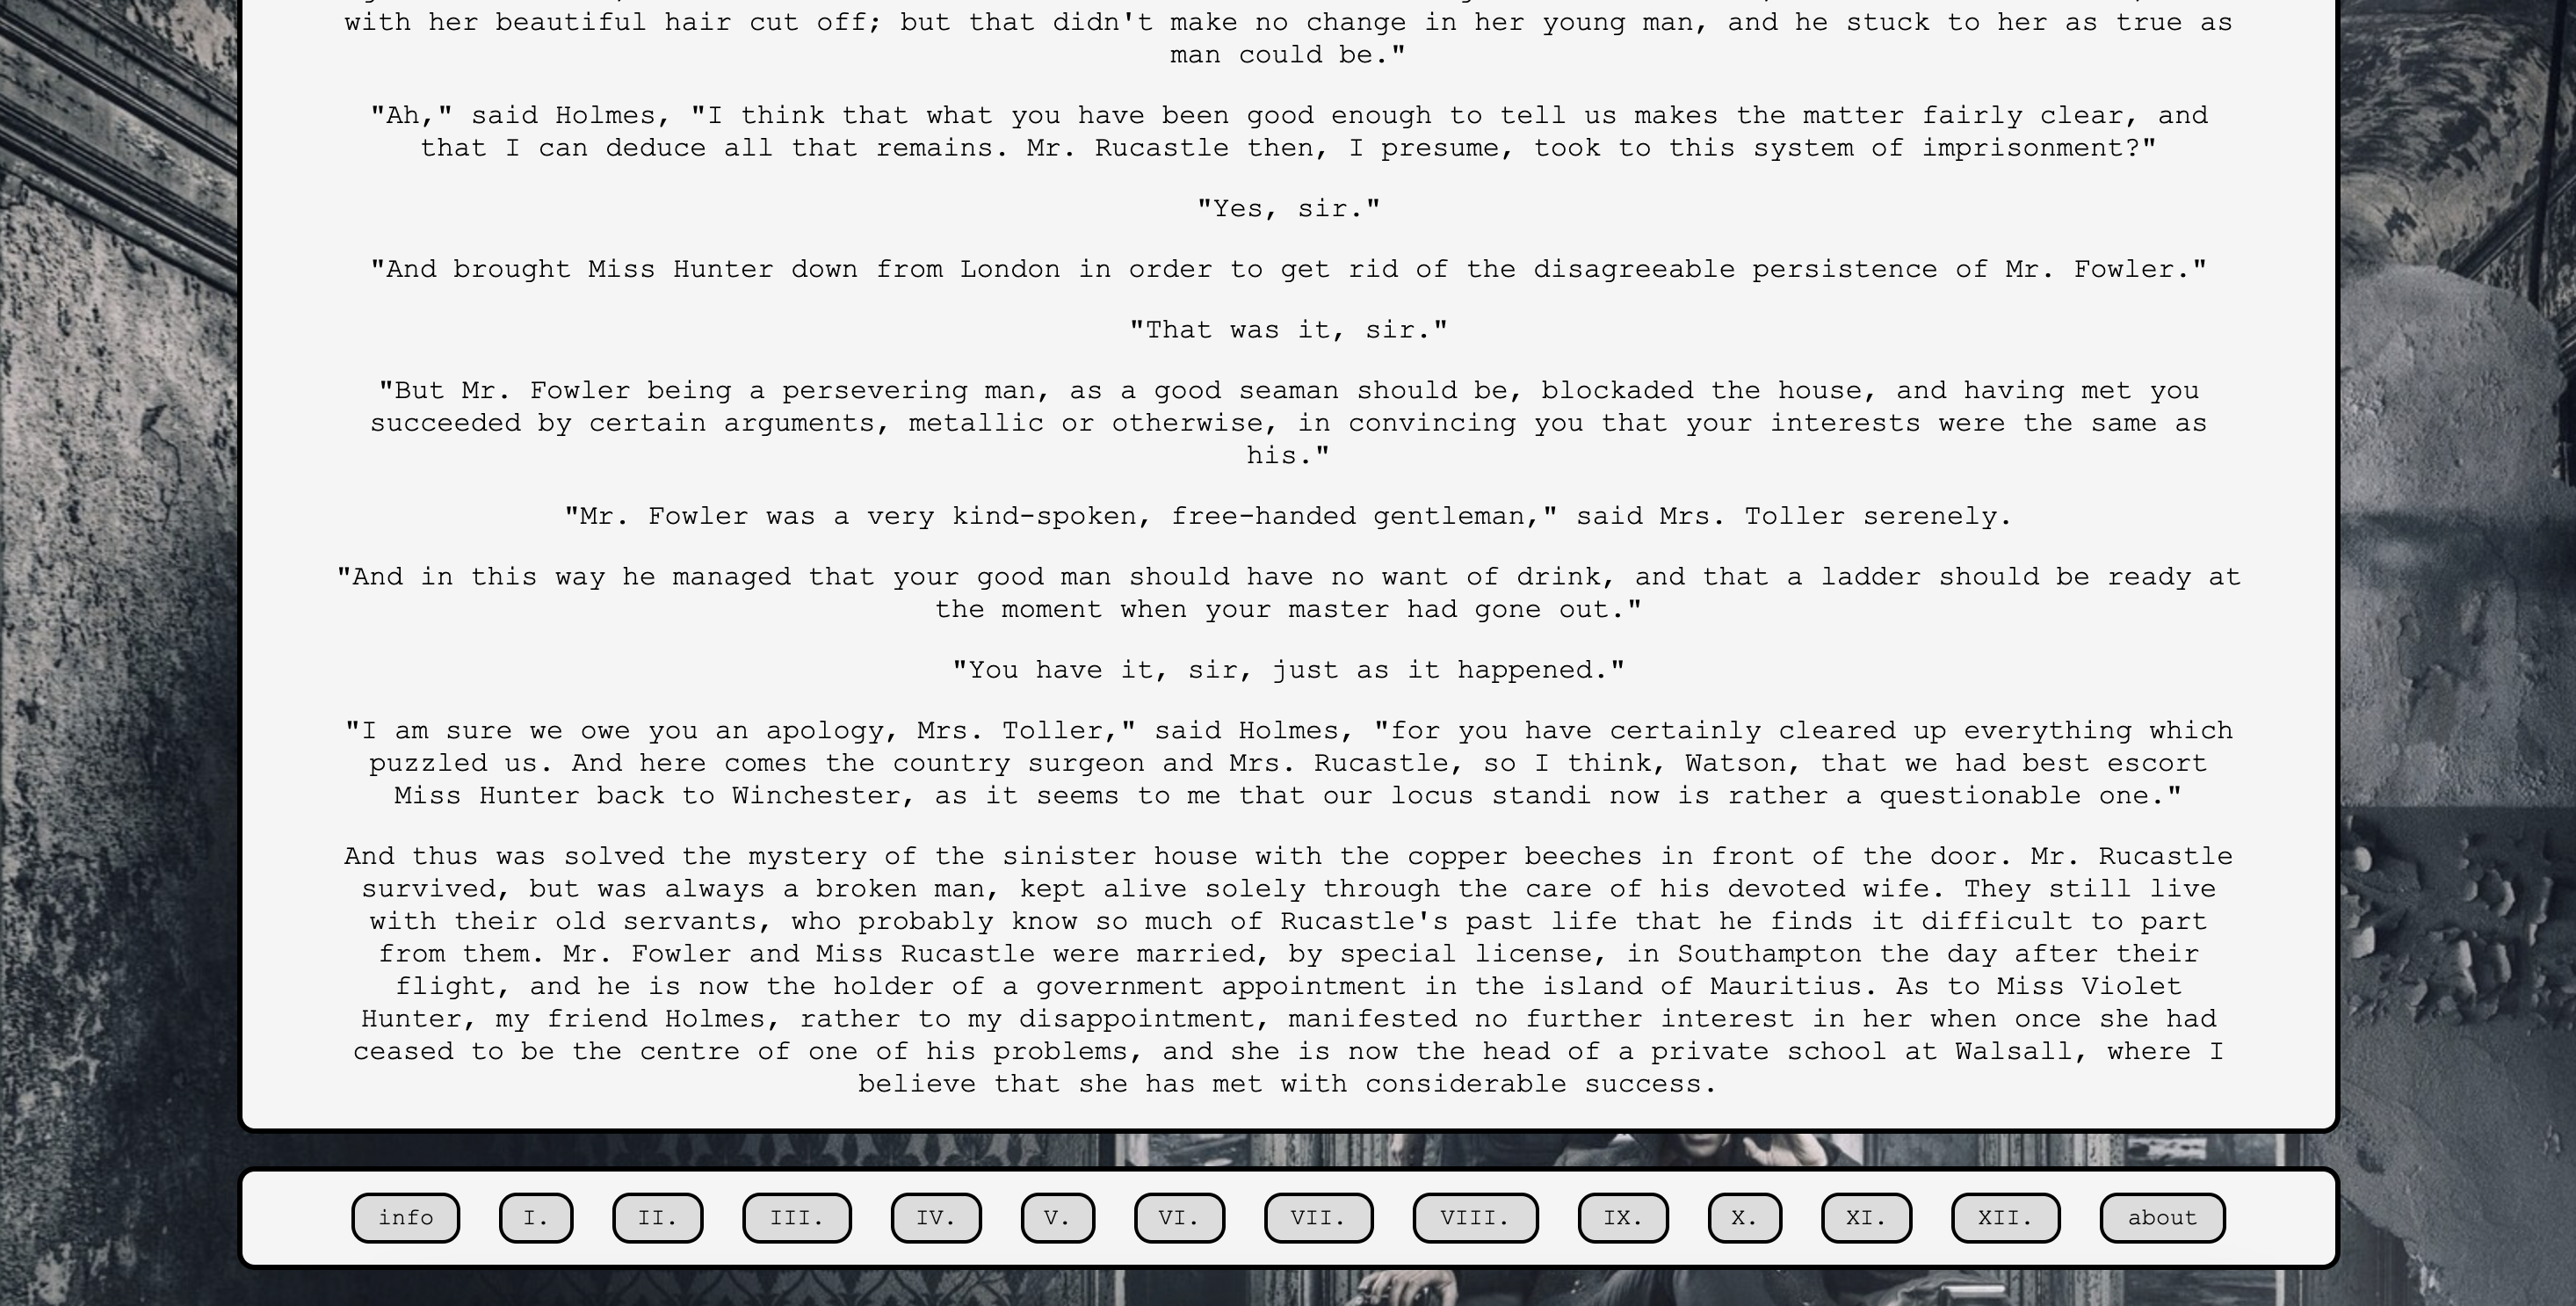 with her beautiful hair cut off; but that didn't make no change in her young man, and he stuck to her as true as
man could be."
"Ah," said Holmes, "I think that what you have been good enough to tell us makes the matter fairly clear, and
that I can deduce all that remains. Mr. Rucastle then, I presume, took to this system of imprisonment?"
"Yes, sir."
"And brought Miss Hunter down from London in order to get rid of the disagreeable persistence of Mr. Fowler."
"That was it, sir."
"But Mr. Fowler being a persevering man, as a good seaman should be, blockaded the house, and having met you
succeeded by certain arguments, metallic or otherwise, in convincing you that your interests were the same as
his."
"Mr. Fowler was a very kind-spoken, free-handed gentleman," said Mrs. Toller serenely.
"And in this way he managed that your good man should have no want of drink, and that a ladder should be ready at
the moment when your master had gone out."
"You have it, sir, just as it happened."
"I am sure we owe you an apology, Mrs. Toller," said Holmes, "for you have certainly cleared up everything which
puzzled us. And here comes the country surgeon and Mrs. Rucastle, so I think, Watson, that we had best escort
Miss Hunter back to Winchester, as it seems to me that our locus standi now is rather a questionable one."
And thus was solved the mystery of the sinister house with the copper beeches in front of the door. Mr. Rucastle
survived, but was always a broken man, kept alive solely through the care of his devoted wife. They still live
with their old servants, who probably know so much of Rucastle's past life that he finds it difficult to part
from them. Mr. Fowler and Miss Rucastle were married, by special license, in Southampton the day after their
flight, and he is now the holder of a government appointment in the island of Mauritius. As to Miss Violet
Hunter, my friend Holmes, rather to my disappointment, manifested no further interest in her when once she had
ceased to be the centre of one of his problems, and she is now the head of a private school at Walsall, where I
believe that she has met with considerable success.
info I. II. III. IV. V. VI. VII. VIII. IX. X. XI. XII. about